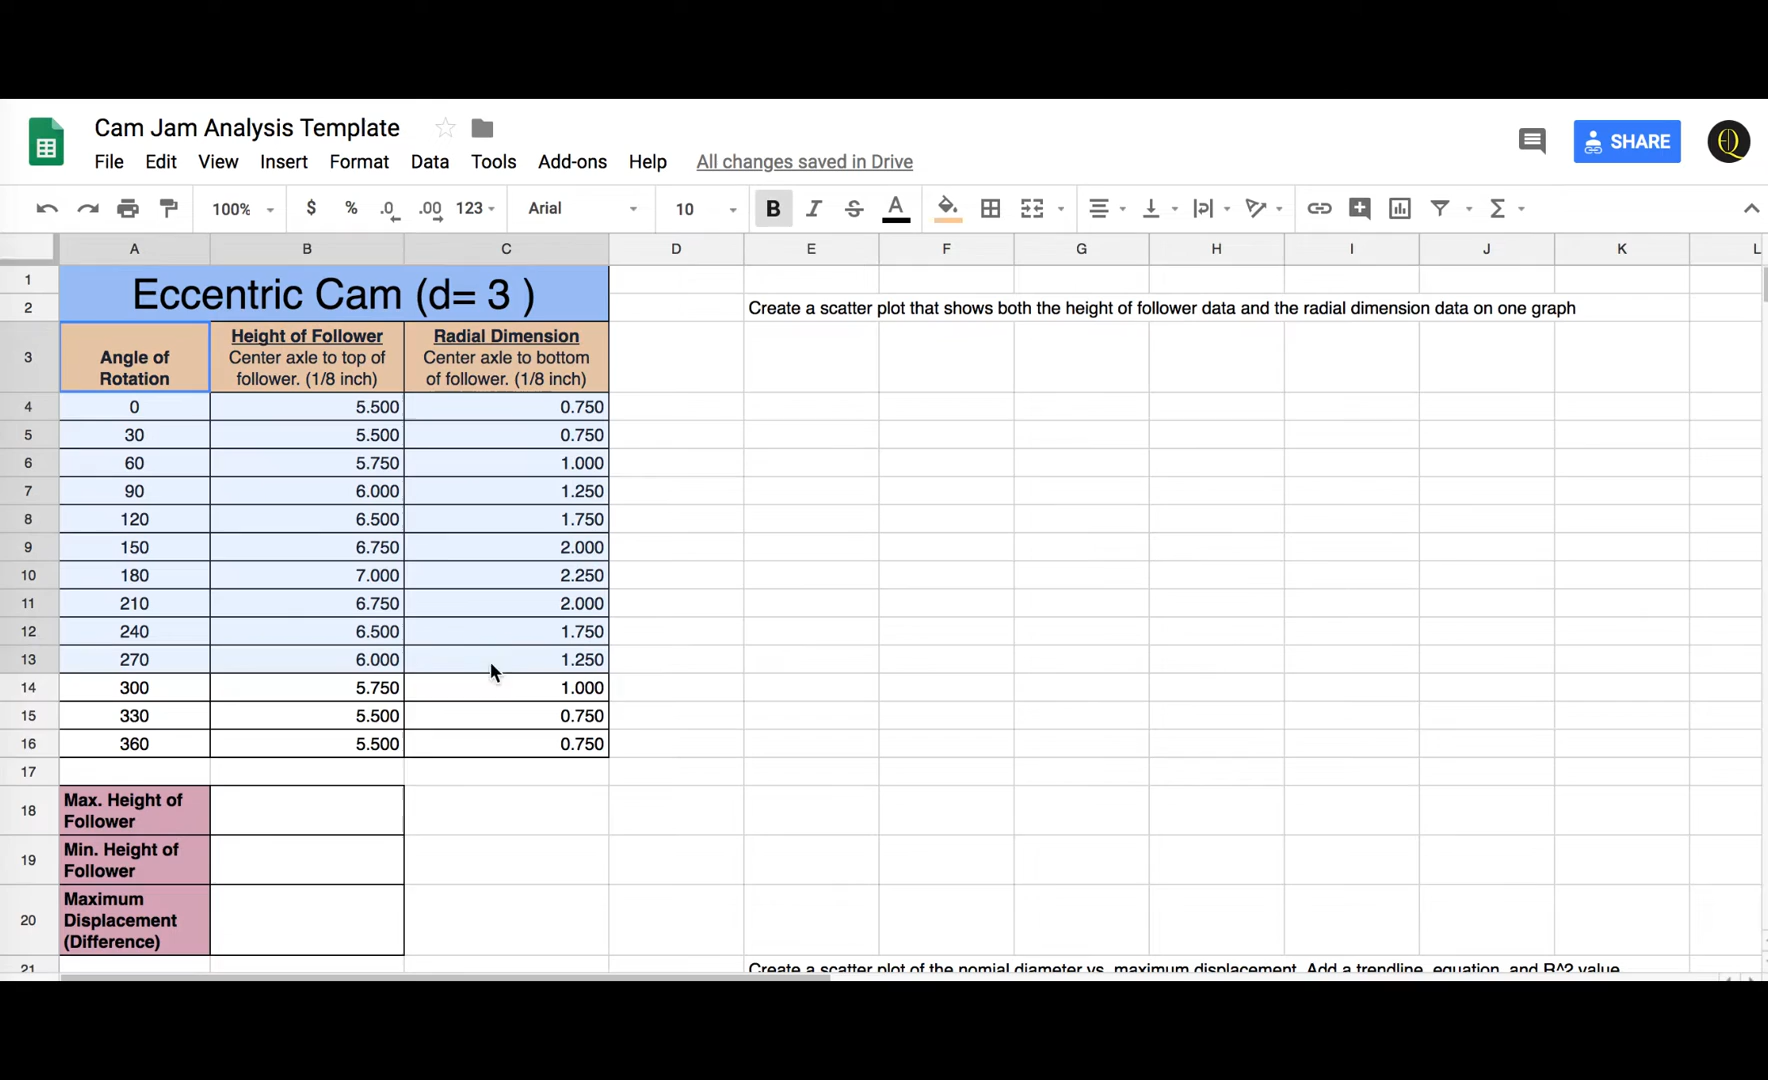 Cam Jam Analysis Template
File Edit View Insert Format Data Tools Add-ons Help All changes saved in Drive
SHARE
100% $ % .0 .00 123 Arial 10 B I S A
A B C D E F G H I J K L
1
Eccentric Cam (d= 3 )
2 Create a scatter plot that shows both the height of follower data and the radial dimension data on one graph
3
Angle of
Rotation
Height of Follower
Center axle to top of
follower. (1/8 inch)
Radial Dimension
Center axle to bottom
of follower. (1/8 inch)
4 0 5.500 0.750
5 30 5.500 0.750
6 60 5.750 1.000
7 90 6.000 1.250
8 120 6.500 1.750
9 150 6.750 2.000
10 180 7.000 2.250
11 210 6.750 2.000
12 240 6.500 1.750
13 270 6.000 1.250
14 300 5.750 1.000
15 330 5.500 0.750
16 360 5.500 0.750
17
18
Max. Height of
Follower
19
Min. Height of
Follower
20
Maximum
Displacement
(Difference)
21 Create a scatter plot of the nomial diameter vs. maximum displacement. Add a trendline, equation, and R^2 value